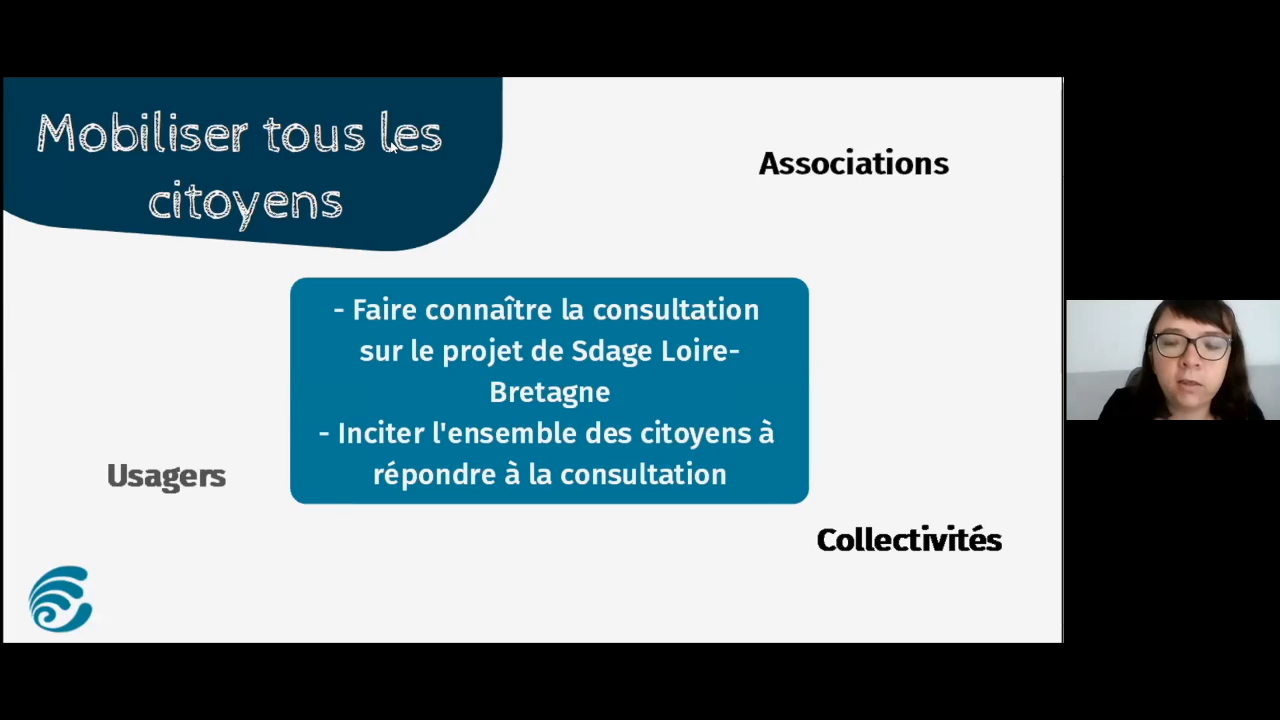 Mobiliser tous les
citoyens
Associations
- Faire connaître la consultation
sur le projet de Sdage Loire-
Bretagne
- Inciter l'ensemble des citoyens à
répondre à la consultation
Usagers
Collectivités